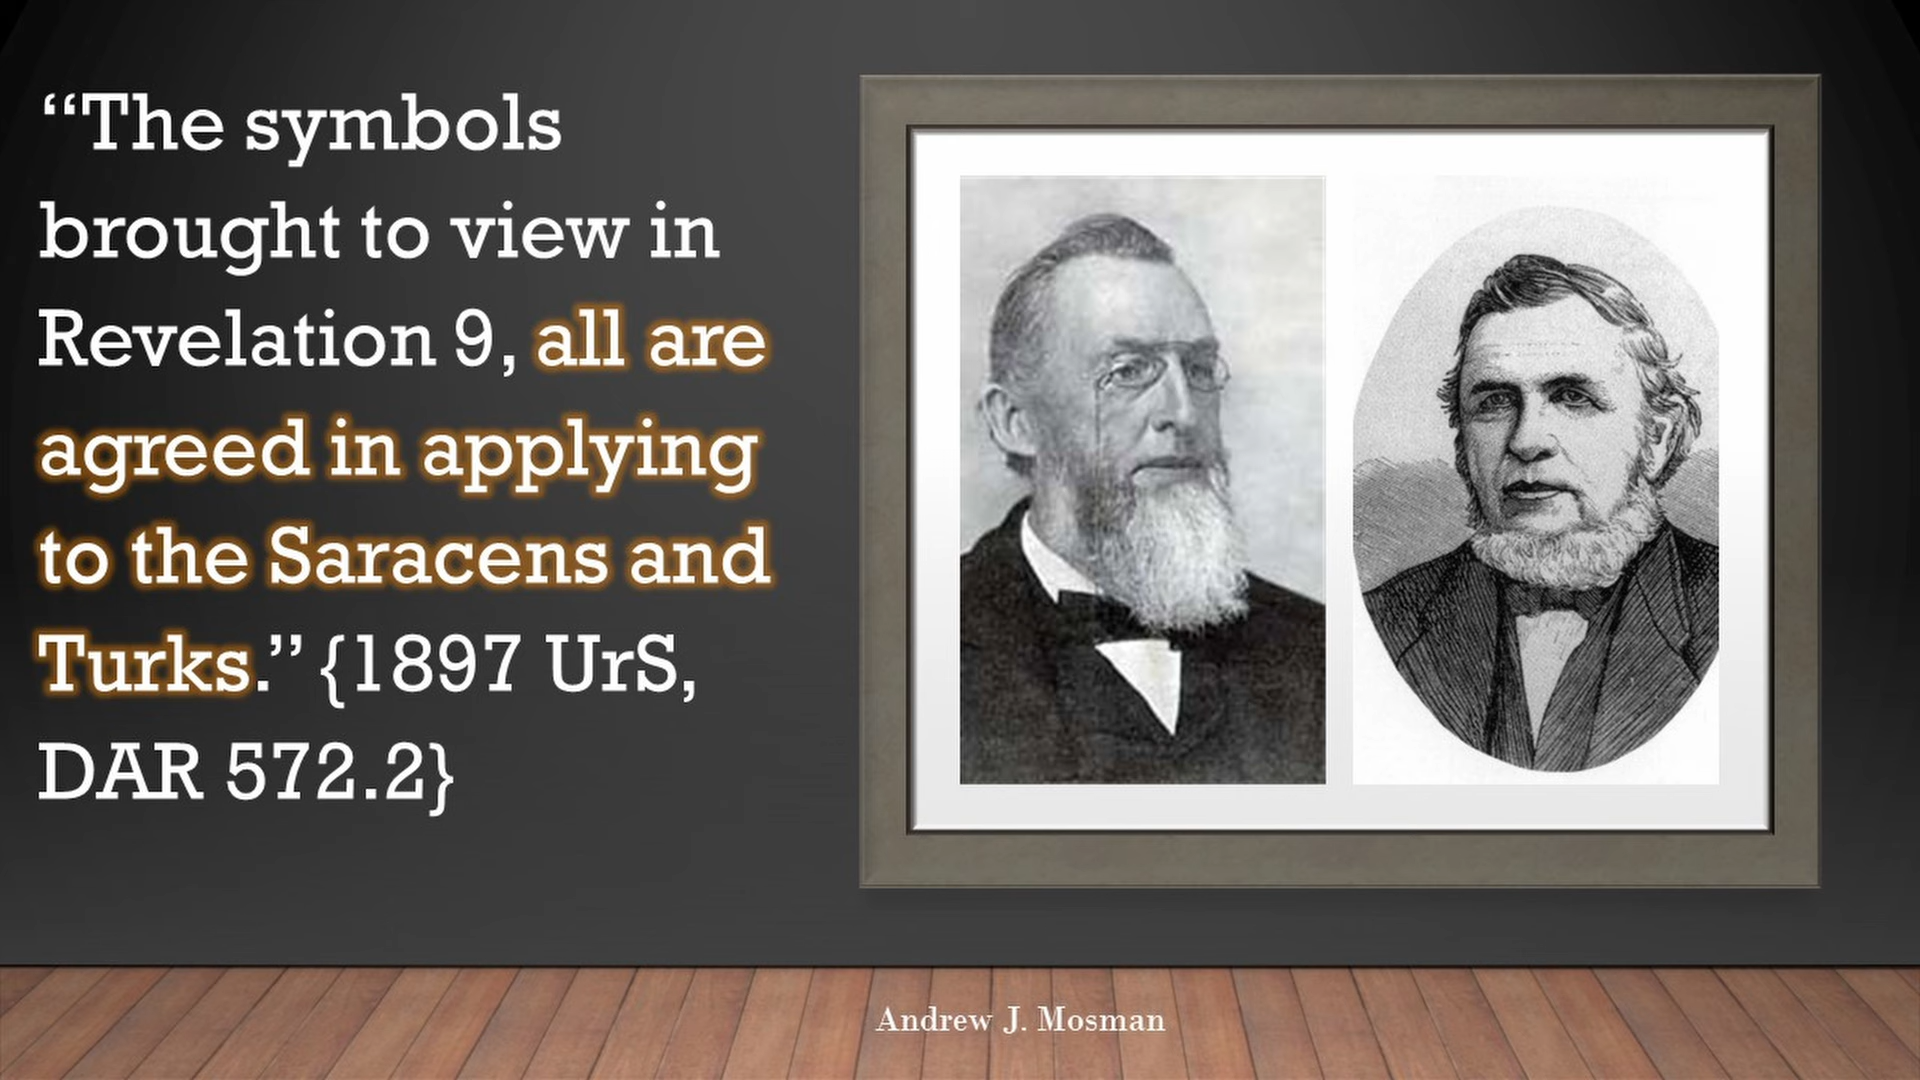 “The symbols
brought to view in
Revelation 9, all are
agreed in applying
to the Saracens and
Turks.” {1897 UrS,
DAR 572.2}
Andrew J. Mosman